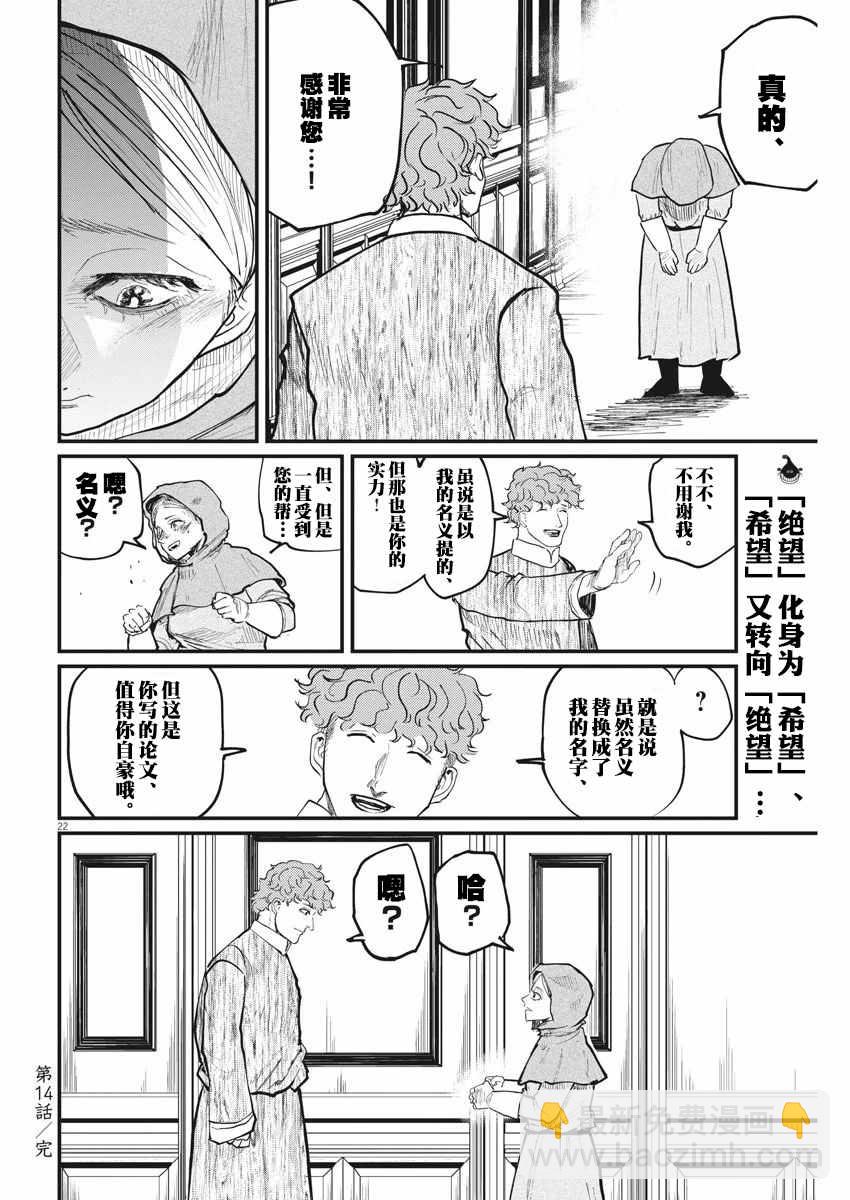 真的、
非常
感谢您…！
不不、
不用谢我。
虽说是以
我的名义提的、
但那也是你的
实力！
但、但是
一直受到
您的帮…
嗯？
名义？
「绝望」化身为「希望」、
「希望」又转向「绝望」…
？
就是说
虽然名义
替换成了
我的名字、
但这是
你写的论文、
值得你自豪哦。
22
哈？
嗯？
第14話／完
最新免费漫画
www.baozimh.com